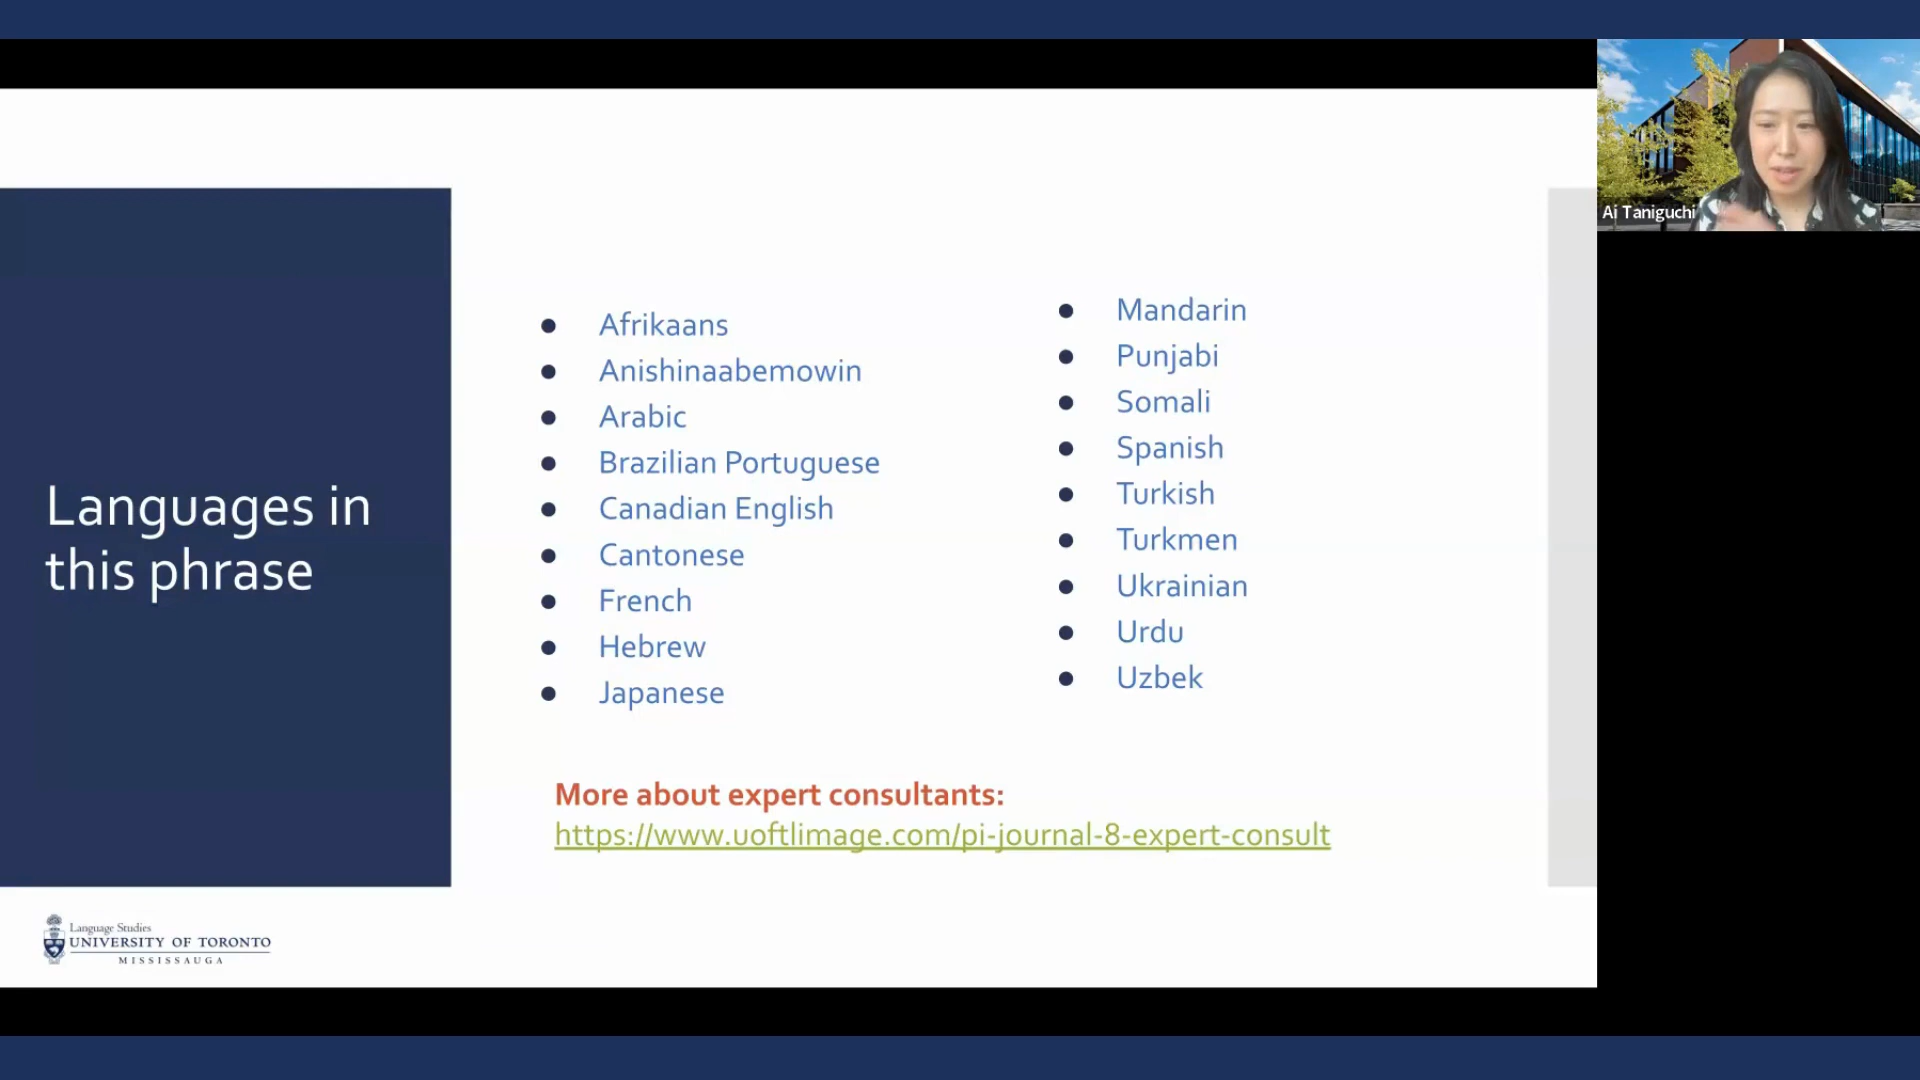 Ai Taniguchi
Languages in
this phrase
● Afrikaans
● Anishinaabemowin
● Arabic
● Brazilian Portuguese
● Canadian English
● Cantonese
● French
● Hebrew
● Japanese
● Mandarin
● Punjabi
● Somali
● Spanish
● Turkish
● Turkmen
● Ukrainian
● Urdu
● Uzbek
More about expert consultants:
https://www.uoftlimage.com/pi-journal-8-expert-consult
Language Studies
UNIVERSITY OF TORONTO
MISSISSAUGA